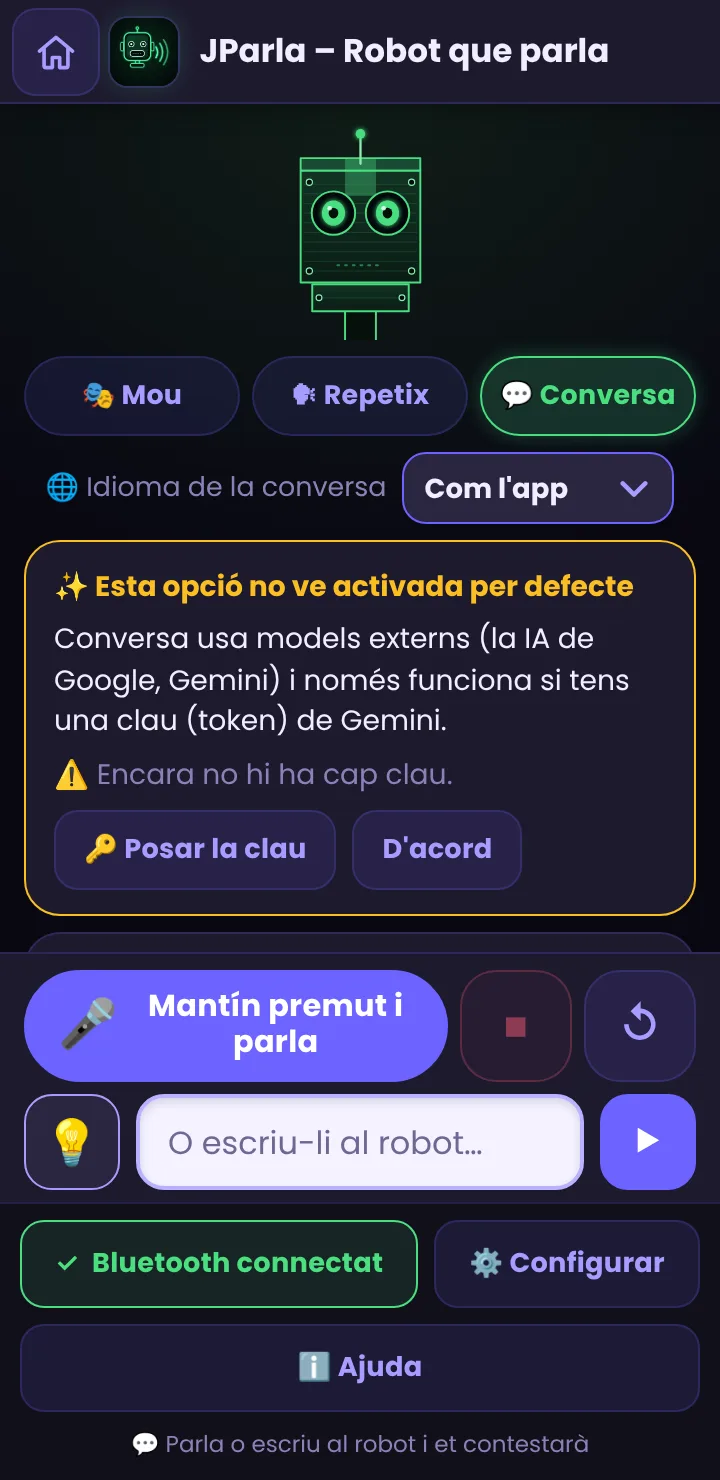 JParla – Robot que parla
🎭 Mou
🗣 Repetix
💬 Conversa
🌐 Idioma de la conversa
Com l'app
✨ Esta opció no ve activada per defecte
Conversa usa models externs (la IA de
Google, Gemini) i només funciona si tens
una clau (token) de Gemini.
⚠️ Encara no hi ha cap clau.
🔑 Posar la clau
D'acord
🎤 Mantín premut i
parla
O escriu-li al robot…
✓ Bluetooth connectat
⚙️ Configurar
ℹ️ Ajuda
💬 Parla o escriu al robot i et contestarà